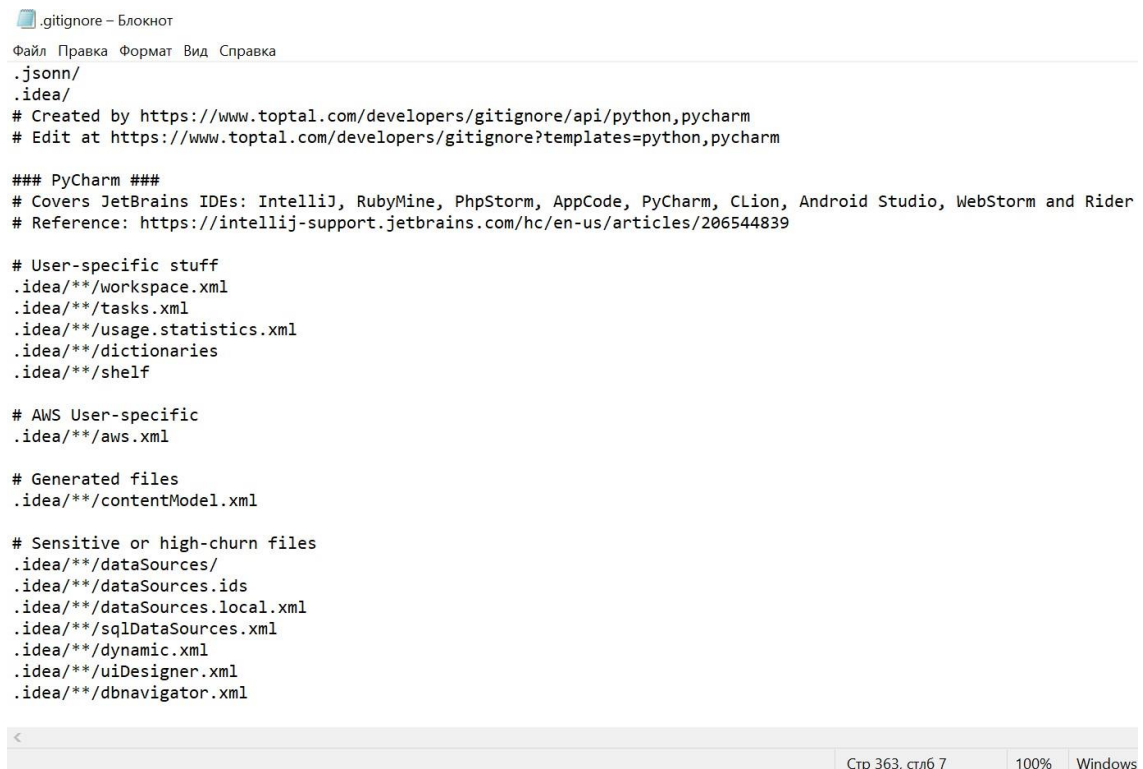 .gitignore – Блокнот
Файл Правка Формат Вид Справка
.jsonn/
.idea/
# Created by https://www.toptal.com/developers/gitignore/api/python,pycharm
# Edit at https://www.toptal.com/developers/gitignore?templates=python,pycharm
### PyCharm ###
# Covers JetBrains IDEs: IntelliJ, RubyMine, PhpStorm, AppCode, PyCharm, CLion, Android Studio, WebStorm and Rider
# Reference: https://intellij-support.jetbrains.com/hc/en-us/articles/206544839
# User-specific stuff
.idea/**/workspace.xml
.idea/**/tasks.xml
.idea/**/usage.statistics.xml
.idea/**/dictionaries
.idea/**/shelf
# AWS User-specific
.idea/**/aws.xml
# Generated files
.idea/**/contentModel.xml
# Sensitive or high-churn files
.idea/**/dataSources/
.idea/**/dataSources.ids
.idea/**/dataSources.local.xml
.idea/**/sqlDataSources.xml
.idea/**/dynamic.xml
.idea/**/uiDesigner.xml
.idea/**/dbnavigator.xml
Стр 363, стлб 7 100% Windows